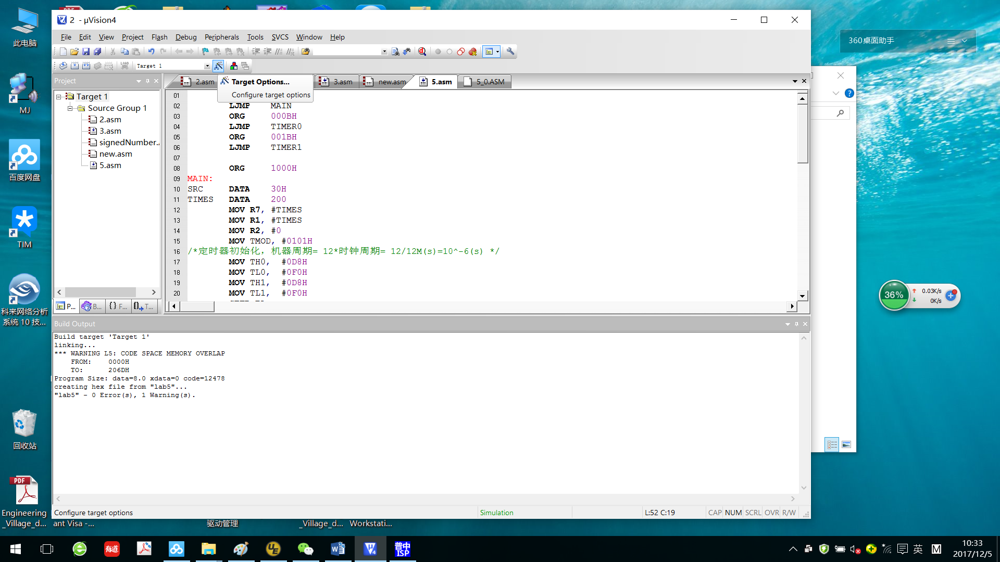 2 - µVision4
File Edit View Project Flash Debug Peripherals Tools SVCS Window Help
LOAD Target 1
Project
Target 1
Source Group 1
2.asm
3.asm
signedNumber.
new.asm
5.asm
P... B... {} F... T...
2.asm 3.asm new.asm 5.asm 5_0.ASM
Target Options...
Configure target options
01
02 LJMP MAIN
03 ORG 000BH
04 LJMP TIMER0
05 ORG 001BH
06 LJMP TIMER1
07
08 ORG 1000H
09 MAIN:
10 SRC DATA 30H
11 TIMES DATA 200
12 MOV R7, #TIMES
13 MOV R1, #TIMES
14 MOV R2, #0
15 MOV TMOD, #0101H
16 /*定时器初始化，机器周期= 12*时钟周期= 12/12M(s)=10^-6(s) */
17 MOV TH0, #0D8H
18 MOV TL0, #0F0H
19 MOV TH1, #0D8H
20 MOV TL1, #0F0H
Build Output
Build target 'Target 1'
linking...
*** WARNING L5: CODE SPACE MEMORY OVERLAP
FROM: 0000H
TO: 206DH
Program Size: data=8.0 xdata=0 code=12478
creating hex file from "lab5"...
"lab5" - 0 Error(s), 1 Warning(s).
Configure target options Simulation L:52 C:19 CAP NUM SCRL OVR R/W
此电脑
MJ
百度网盘
TIM
科来网络分析
系统 10 技...
回收站
PDF
Engineering
_Village_d...
ant Visa -...
驱动管理
_Village_d...
Workstati...
360桌面助手
36%
0.03K/s
0K/s
有道
UE
普中
ISP
英
M
10:33
2017/12/5